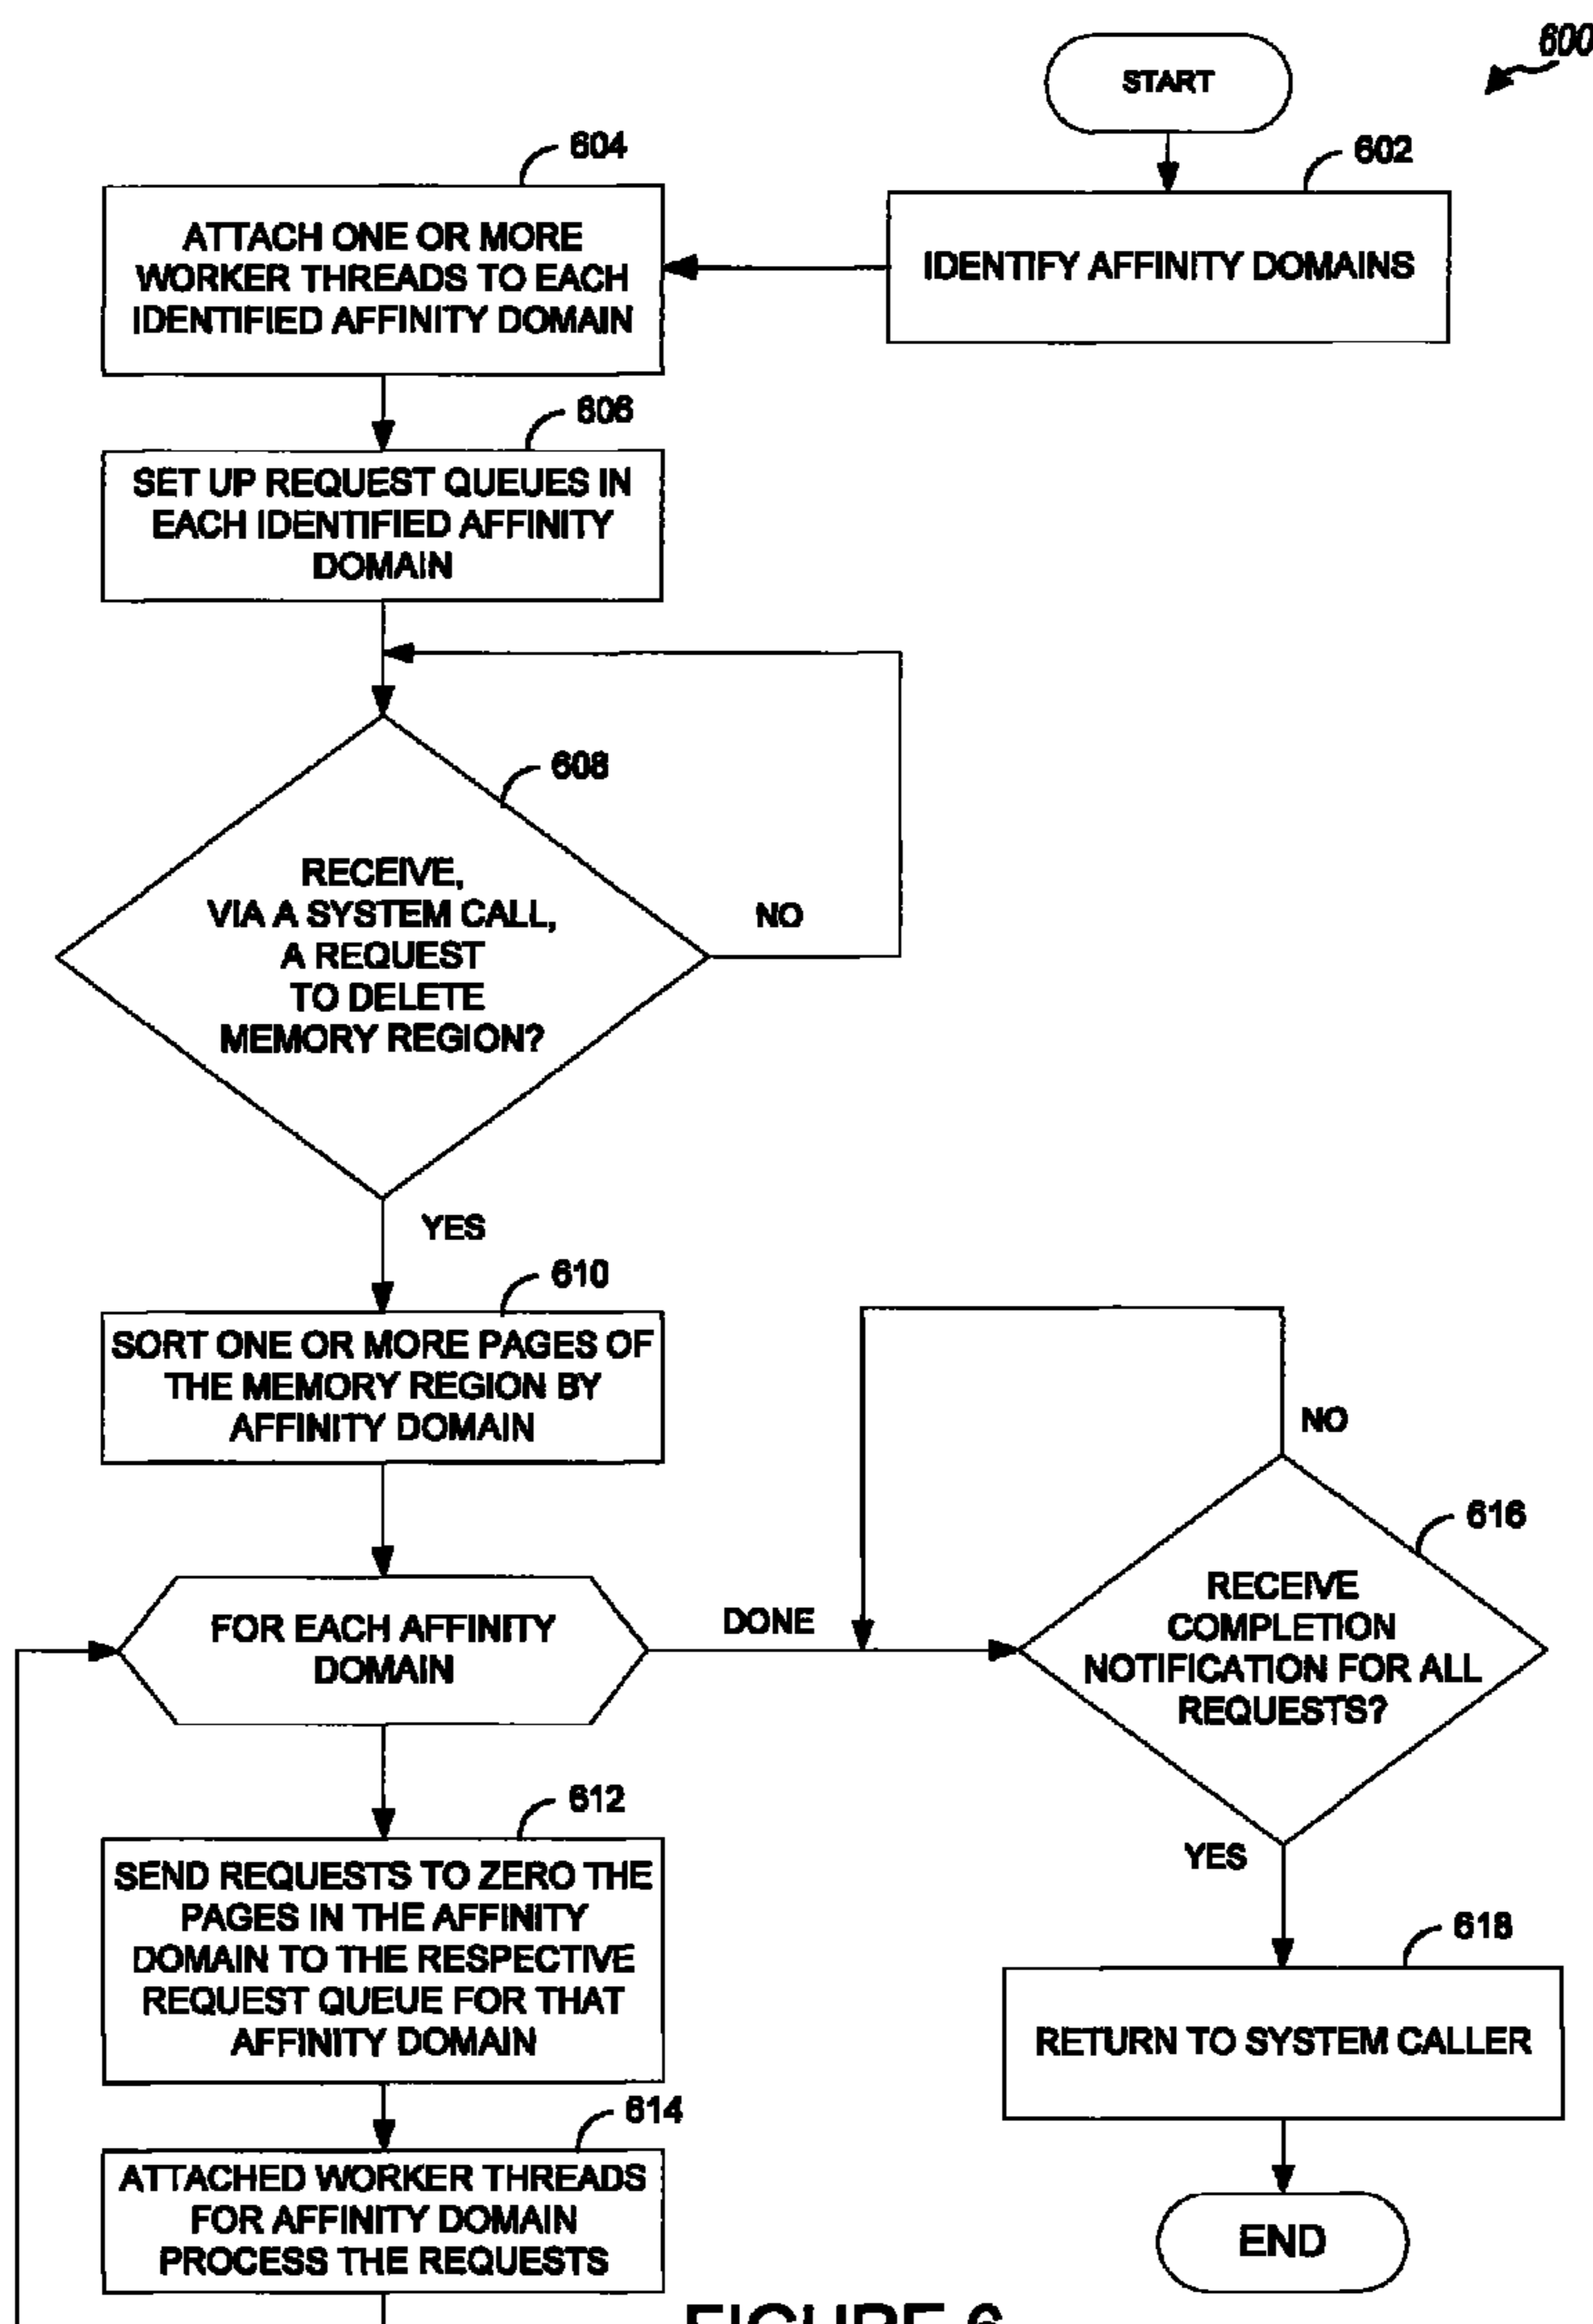 600
START
602
IDENTIFY AFFINITY DOMAINS
604
ATTACH ONE OR MORE
WORKER THREADS TO EACH
IDENTIFIED AFFINITY DOMAIN
606
SET UP REQUEST QUEUES IN
EACH IDENTIFIED AFFINITY
DOMAIN
608
RECEIVE,
VIA A SYSTEM CALL,
A REQUEST
TO DELETE
MEMORY REGION?
NO
YES
610
SORT ONE OR MORE PAGES OF
THE MEMORY REGION BY
AFFINITY DOMAIN
FOR EACH AFFINITY
DOMAIN
DONE
612
SEND REQUESTS TO ZERO THE
PAGES IN THE AFFINITY
DOMAIN TO THE RESPECTIVE
REQUEST QUEUE FOR THAT
AFFINITY DOMAIN
614
ATTACHED WORKER THREADS
FOR AFFINITY DOMAIN
PROCESS THE REQUESTS
NO
616
RECEIVE
COMPLETION
NOTIFICATION FOR ALL
REQUESTS?
YES
618
RETURN TO SYSTEM CALLER
END
FIGURE 6